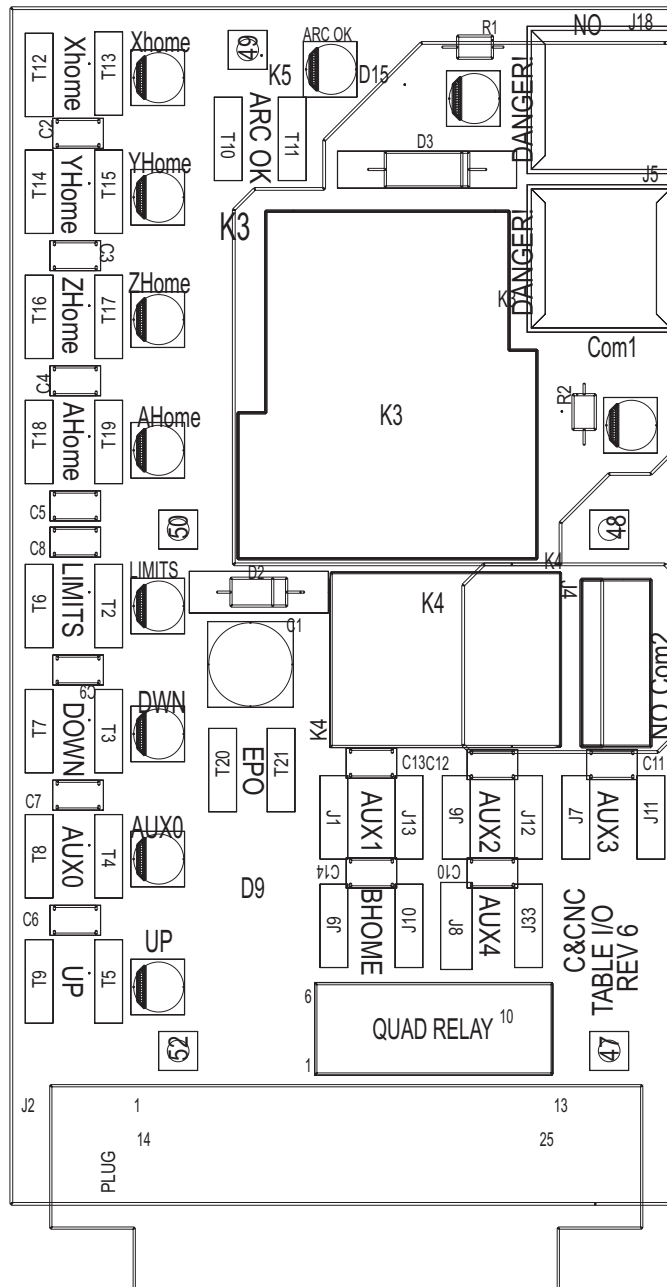 T12 Xhome T13 Xhome
49
K5
ARC OK
D15
R1
NO
J18
T10 ARC OK T11
D3
DANGER!
C2
T14 YHome T15 YHome
J5
DANGER!
K3
K3
C3
T16 ZHome T17 ZHome
Com1
C4
K3
R2
T18 AHome T19 AHome
C5
50
48
C8
LIMITS
D2
K4
T6 LIMITS T2
C1
K4
J4
K4
NO Com2
C9
T7 DOWN T3 DWN
T20 EPO T21
C13
C12
C11
C7
J1 AUX1 J13
J6 AUX2 J12
J7 AUX3 J11
T8 AUX0 T4 AUX0
C14
C10
D9
J9 BHOME J10
J8 AUX4 J33
C&CNC
TABLE I/O
REV 6
C6
T9 UP T5 UP
6
QUAD RELAY 10
1
52
47
J2
1
13
14
25
PLUG